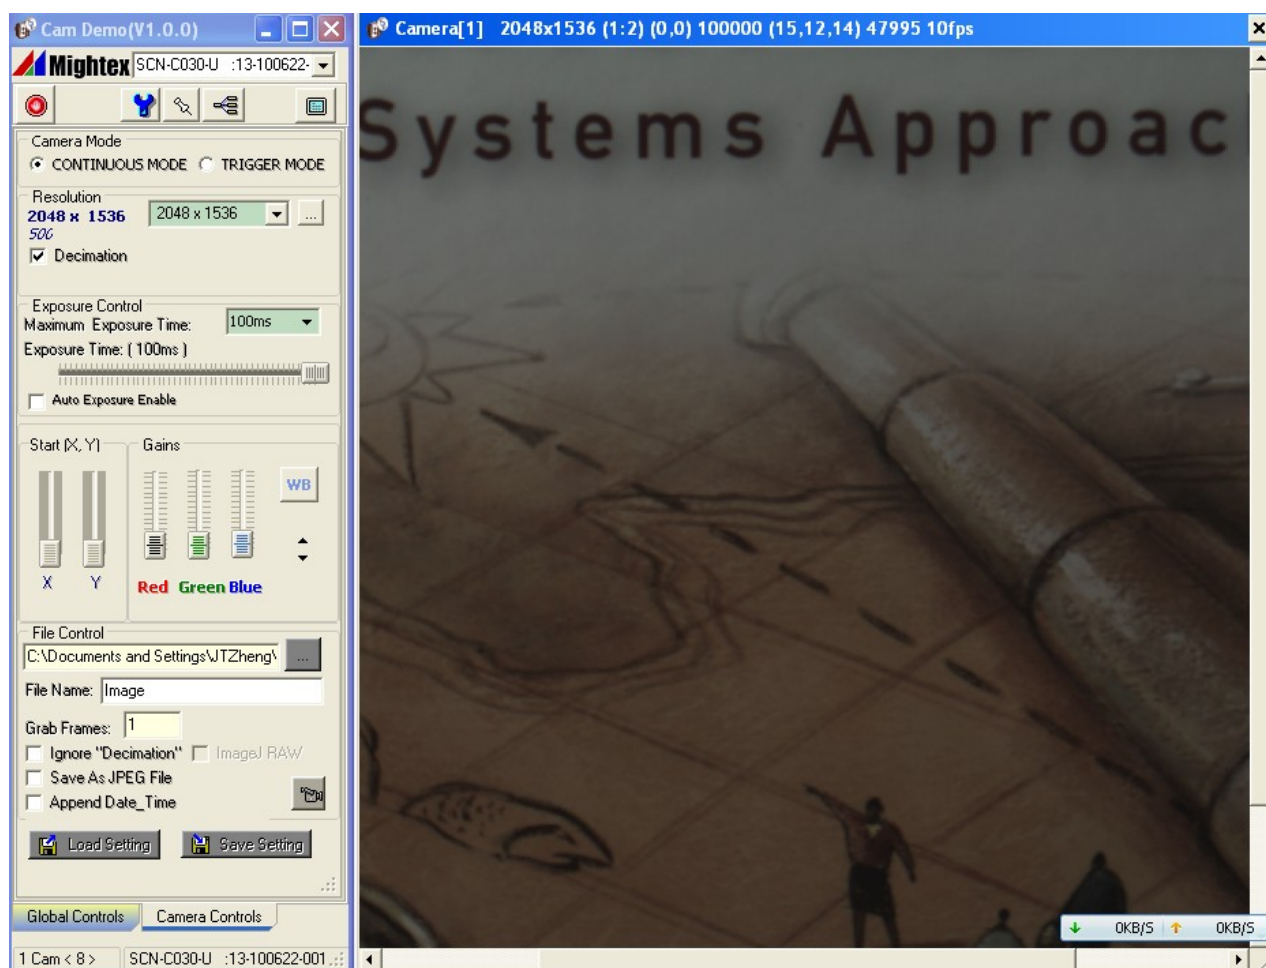 Cam Demo(V1.0.0)
Mightex
SCN-C030-U :13-100622-
Camera Mode
CONTINUOUS MODE
TRIGGER MODE
Resolution
2048 x 1536
2048 x 1536
Decimation
Exposure Control
Maximum Exposure Time:
100ms
Exposure Time: ( 100ms )
Auto Exposure Enable
Start (X, Y)
Gains
WB
X
Y
Red
Green
Blue
File Control
C:\Documents and Settings\JTZheng\
...
File Name:
Image
Grab Frames:
1
Ignore "Decimation"
ImageJ RAW
Save As JPEG File
Append Date_Time
Load Setting
Save Setting
Global Controls
Camera Controls
1 Cam < 8 >
SCN-C030-U :13-100622-001
Camera[1] 2048x1536 (1:2) (0,0) 100000 (15,12,14) 47995 10fps
Systems Approac
0KB/S
0KB/S